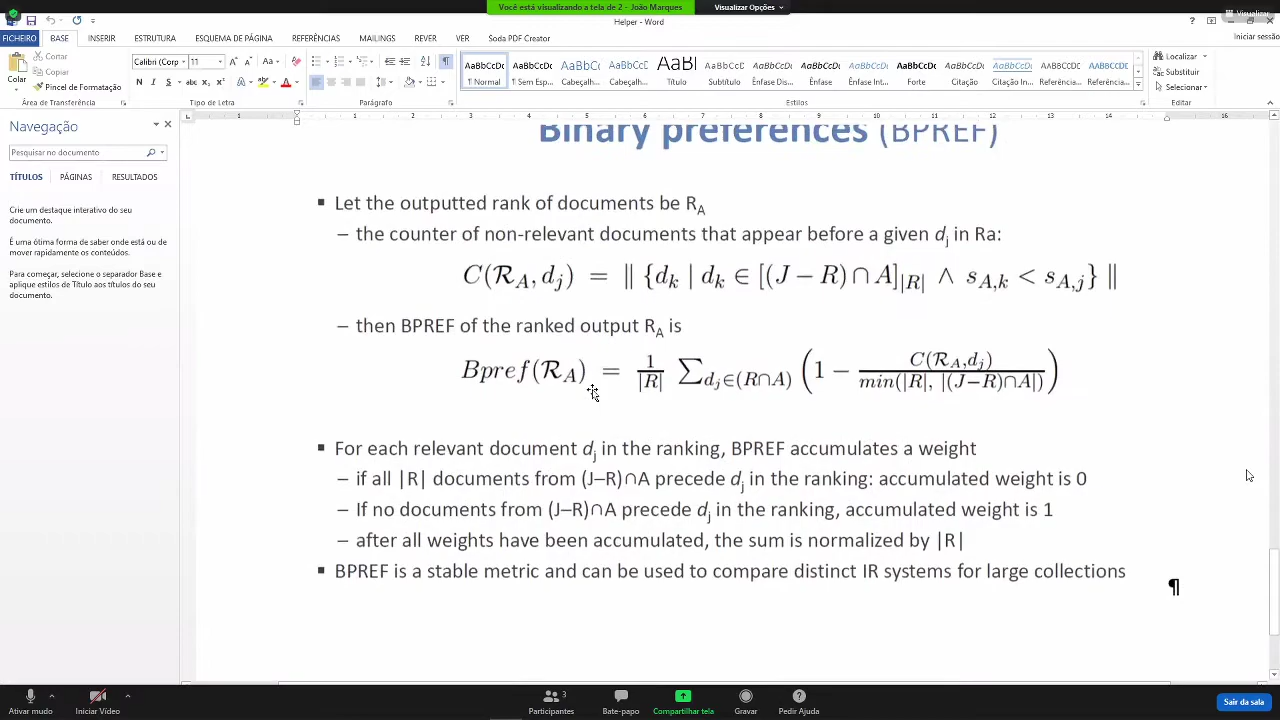 Você está visualizando a tela de 2 - João Marques
Visualizar Opções
Visualizar
Helper - Word
FICHEIRO BASE INSERIR ESTRUTURA ESQUEMA DE PÁGINA REFERÊNCIAS MAILINGS REVER VER Soda PDF Creator
Iniciar sessão
Colar
Cortar
Copiar
Pincel de Formatação
Área de Transferência
Calibri (Corp 11
Tipo de Letra
Parágrafo
¶ Normal
¶ Sem Espa...
Cabeçalh...
Cabeçalh...
Título
Subtítulo
Ênfase Dis...
Ênfase
Ênfase Int...
Forte
Citação
Citação In...
Referência...
Referência...
Estilos
Localizar
Substituir
Selecionar
Editar
Navegação
Pesquisar no documento
TÍTULOS PÁGINAS RESULTADOS
Crie um destaque interativo do seu
documento.
É uma ótima forma de saber onde está ou de
mover rapidamente os conteúdos.
Para começar, selecione o separador Base e
aplique estilos de Título aos títulos do seu
documento.
Binary preferences (BPREF)
▪ Let the outputted rank of documents be R_A
– the counter of non-relevant documents that appear before a given d_j in Ra:
C(R_A, d_j) = ‖ {d_k | d_k ∈ [(J − R) ∩ A]_|R| ∧ s_A,k < s_A,j} ‖
– then BPREF of the ranked output R_A is
Bpref(R_A) = 1/|R| ∑_{d_j∈(R∩A)} (1 − C(R_A,d_j)/min(|R|, |(J−R)∩A|))
▪ For each relevant document d_j in the ranking, BPREF accumulates a weight
– if all |R| documents from (J–R)∩A precede d_j in the ranking: accumulated weight is 0
– If no documents from (J–R)∩A precede d_j in the ranking, accumulated weight is 1
– after all weights have been accumulated, the sum is normalized by |R|
▪ BPREF is a stable metric and can be used to compare distinct IR systems for large collections
¶
Ativar mudo
Iniciar Vídeo
3
Participantes
Bate-papo
Compartilhar tela
Gravar
Pedir Ajuda
Sair da sala